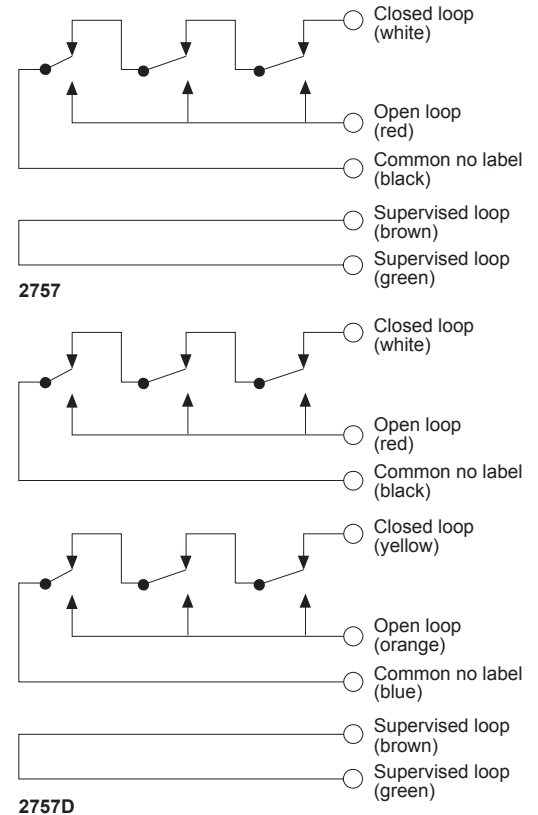 Closed loop
(white)
Open loop
(red)
Common no label
(black)
Supervised loop
(brown)
Supervised loop
(green)
2757
Closed loop
(white)
Open loop
(red)
Common no label
(black)
Closed loop
(yellow)
Open loop
(orange)
Common no label
(blue)
Supervised loop
(brown)
Supervised loop
(green)
2757D